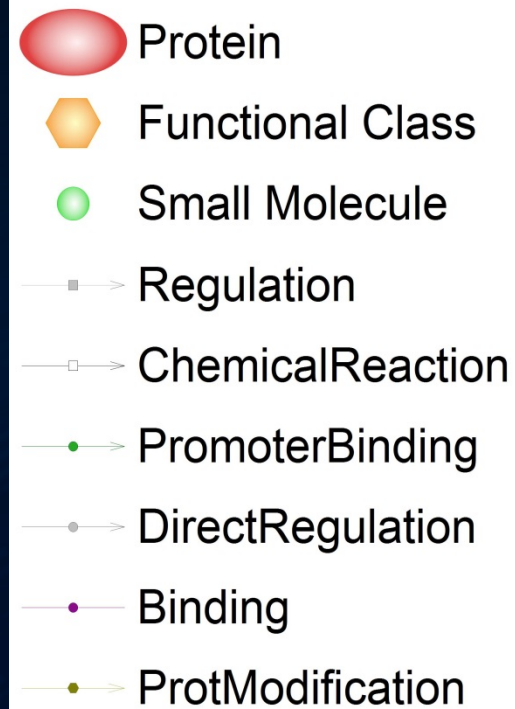 Protein
Functional Class
Small Molecule
Regulation
ChemicalReaction
PromoterBinding
DirectRegulation
Binding
ProtModification